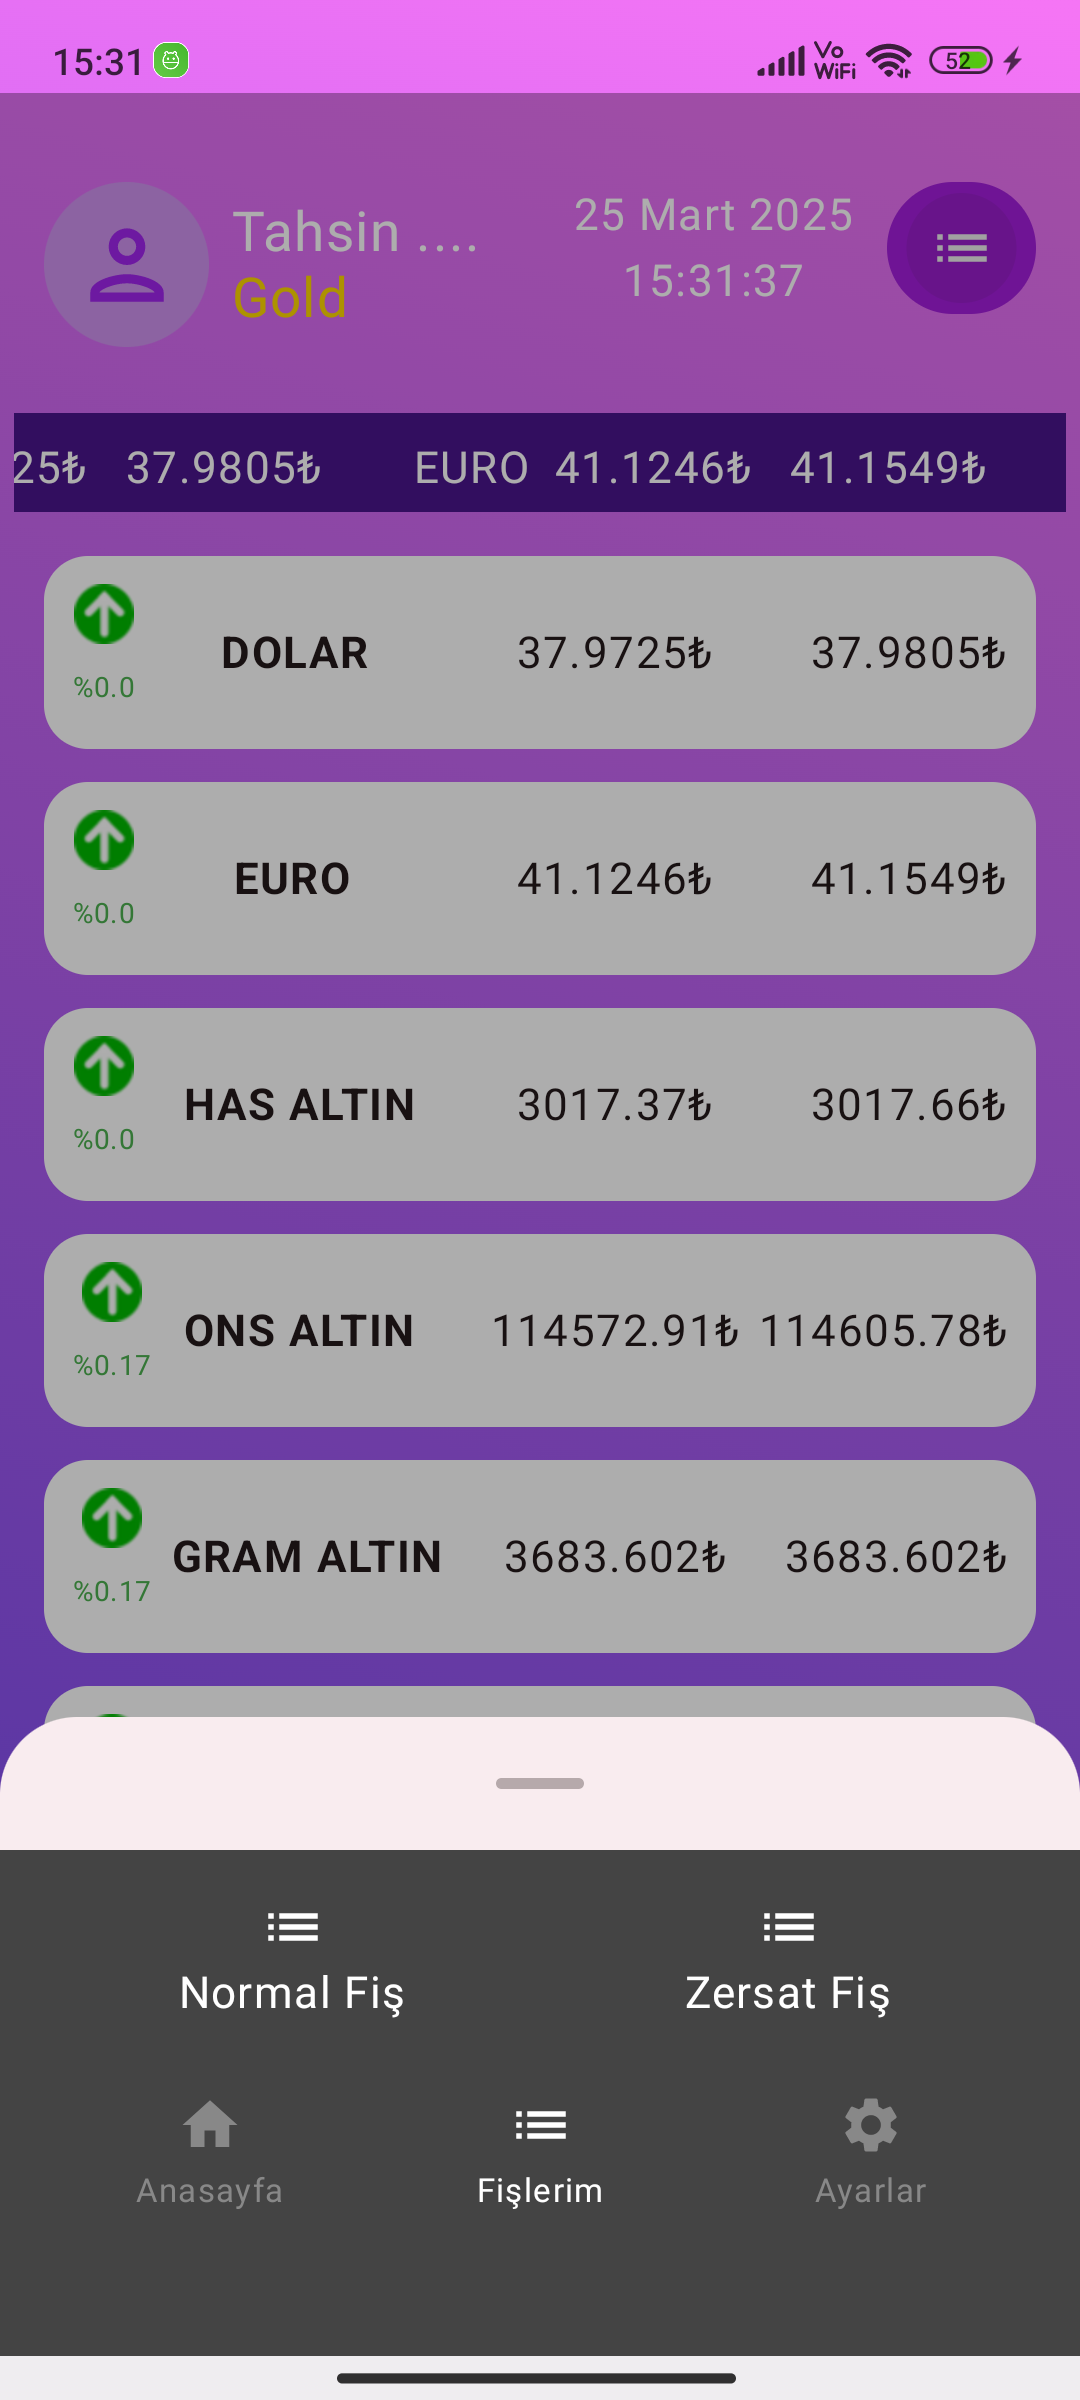 15:31 Vo WiFi 52
Tahsin .... 25 Mart 2025
Gold 15:31:37
25₺ 37.9805₺ EURO 41.1246₺ 41.1549₺
DOLAR 37.9725₺ 37.9805₺
%0.0
EURO 41.1246₺ 41.1549₺
%0.0
HAS ALTIN 3017.37₺ 3017.66₺
%0.0
ONS ALTIN 114572.91₺ 114605.78₺
%0.17
GRAM ALTIN 3683.602₺ 3683.602₺
%0.17
Normal Fiş Zersat Fiş
Anasayfa Fişlerim Ayarlar